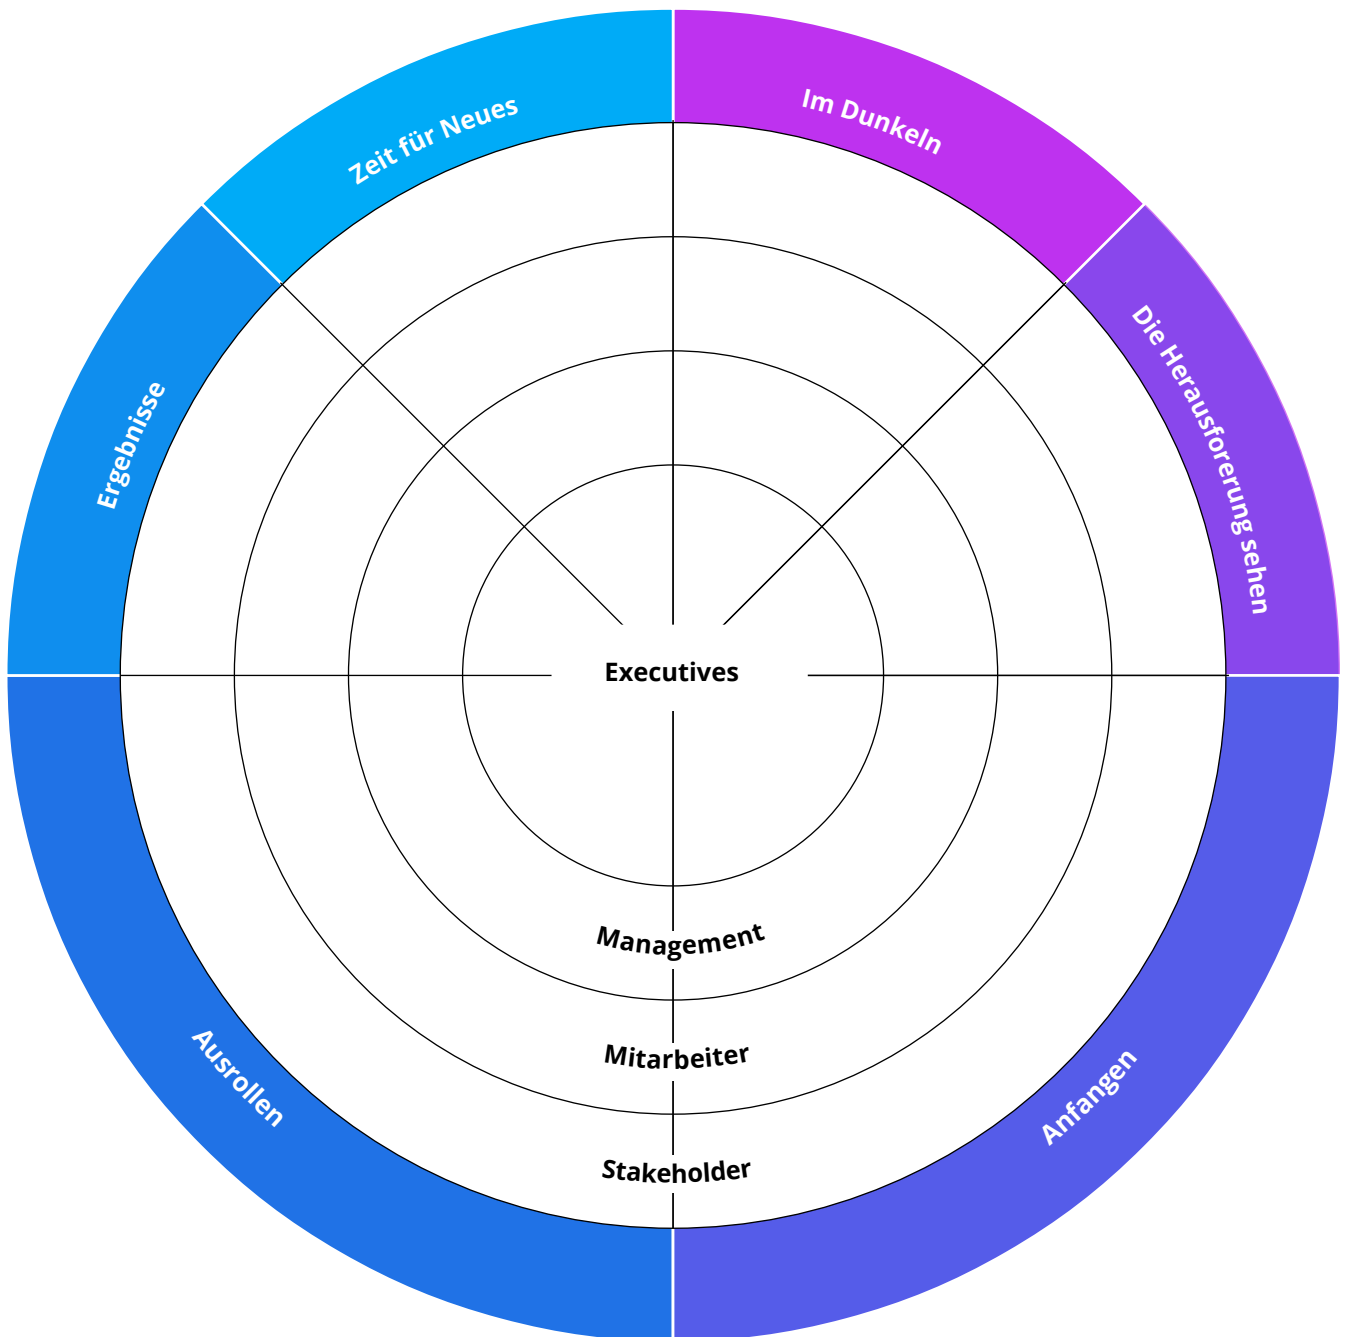 Im Dunkeln
Die Herausforerung sehen
Anfangen
Ausrollen
Ergebnisse
Zeit für Neues
Executives
Management
Mitarbeiter
Stakeholder